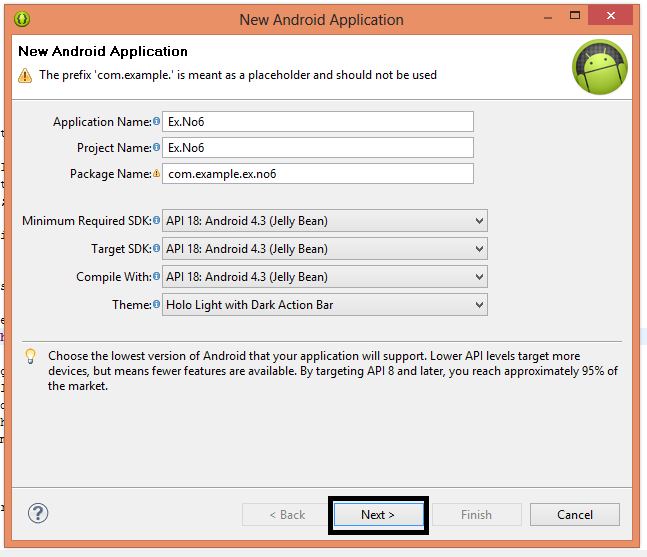 New Android Application
New Android Application
The prefix 'com.example.' is meant as a placeholder and should not be used
Application Name: Ex.No6
Project Name: Ex.No6
Package Name: com.example.ex.no6
Minimum Required SDK: API 18: Android 4.3 (Jelly Bean)
Target SDK: API 18: Android 4.3 (Jelly Bean)
Compile With: API 18: Android 4.3 (Jelly Bean)
Theme: Holo Light with Dark Action Bar
Choose the lowest version of Android that your application will support. Lower API levels target more
devices, but means fewer features are available. By targeting API 8 and later, you reach approximately 95% of
the market.
? < Back Next > Finish Cancel